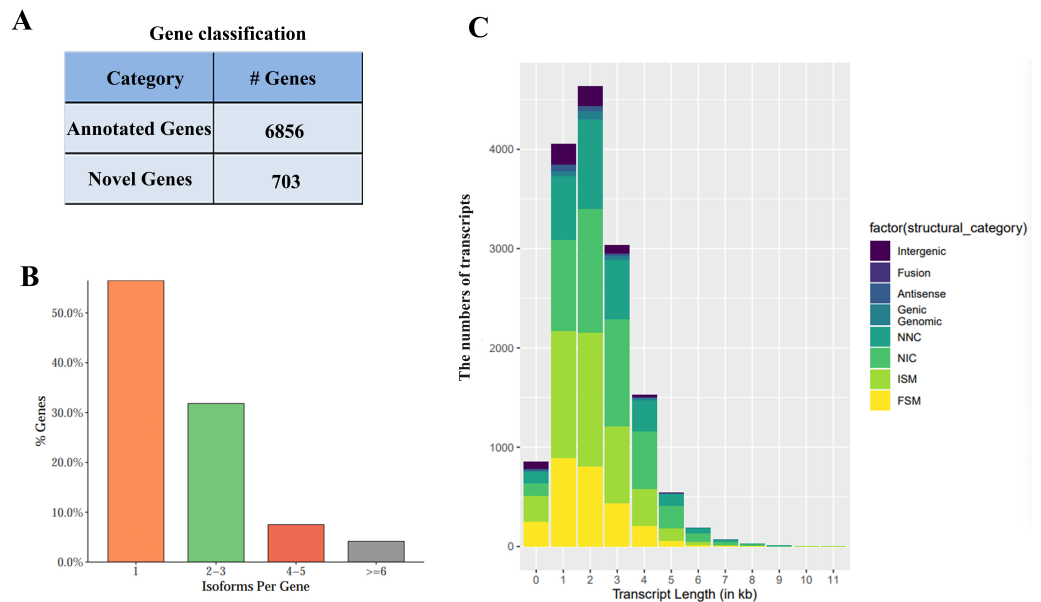 A
Gene classification
Category # Genes
Annotated Genes 6856
Novel Genes 703
B
% Genes
50.0%
40.0%
30.0%
20.0%
10.0%
0.0%
1 2−3 4−5 >=6
Isoforms Per Gene
C
The numbers of transcripts
4000
3000
2000
1000
0
0 1 2 3 4 5 6 7 8 9 10 11
Transcript Length (in kb)
factor(structural_category)
Intergenic
Fusion
Antisense
Genic
Genomic
NNC
NIC
ISM
FSM